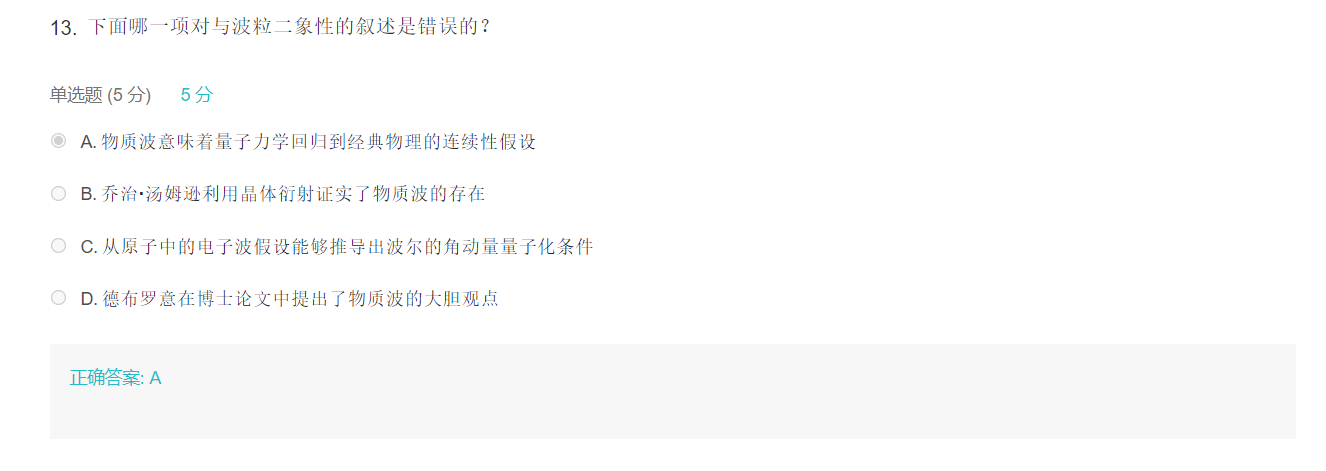 13. 下面哪一项对与波粒二象性的叙述是错误的?
单选题 (5 分) 5 分
A. 物质波意味着量子力学回归到经典物理的连续性假设
B. 乔治·汤姆逊利用晶体衍射证实了物质波的存在
C. 从原子中的电子波假设能够推导出波尔的角动量量子化条件
D. 德布罗意在博士论文中提出了物质波的大胆观点
正确答案: A